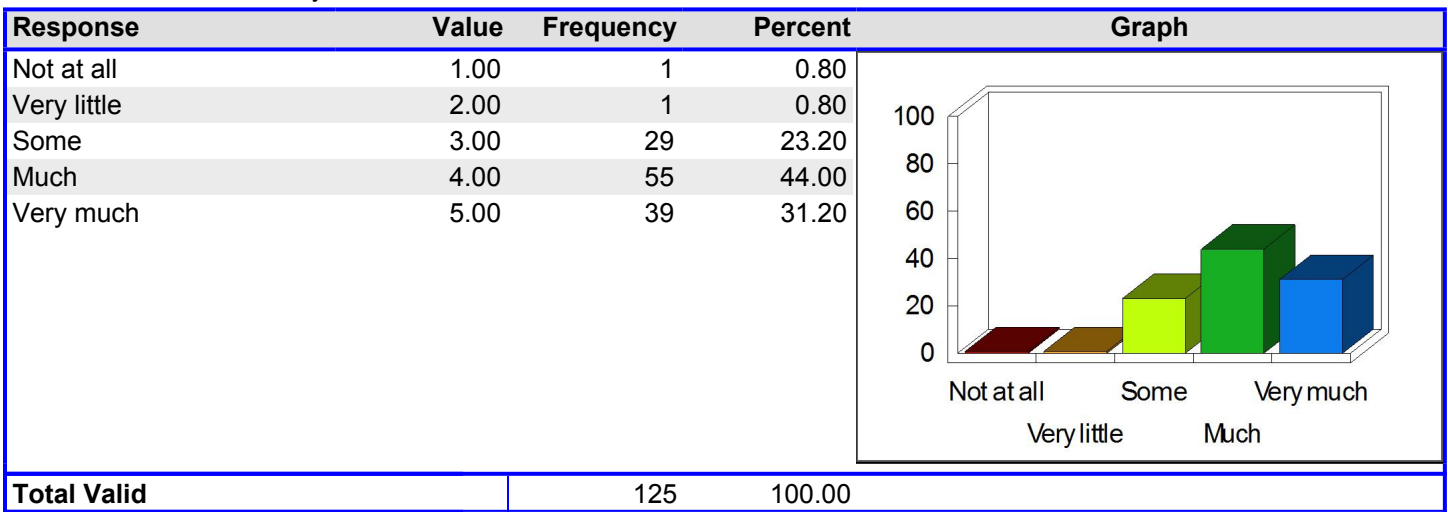 Response Value Frequency Percent Graph
Not at all 1.00 1 0.80
Very little 2.00 1 0.80
Some 3.00 29 23.20
Much 4.00 55 44.00
Very much 5.00 39 31.20
100
80
60
40
20
0
Not at all Some Very much
Very little Much
Total Valid 125 100.00